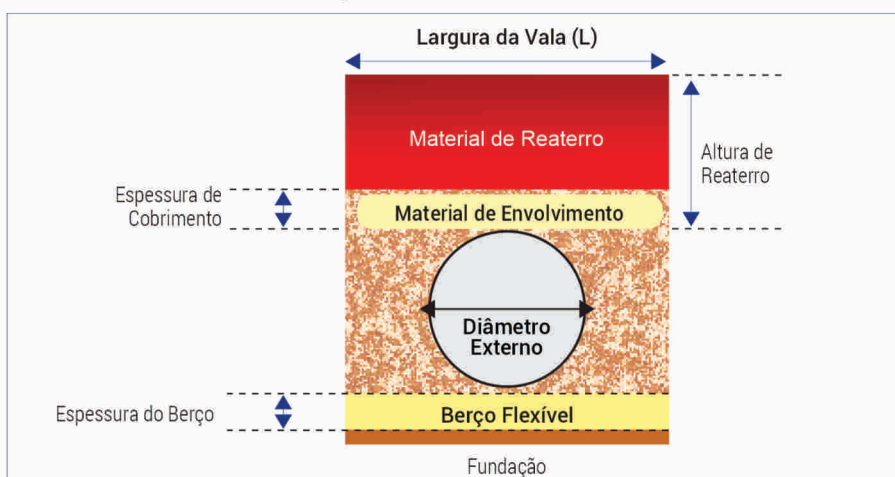 Largura da Vala (L)
Material de Reaterro
Altura de
Reaterro
Espessura de
Cobrimento
Material de Envolvimento
Diâmetro
Externo
Espessura do Berço
Berço Flexível
Fundação